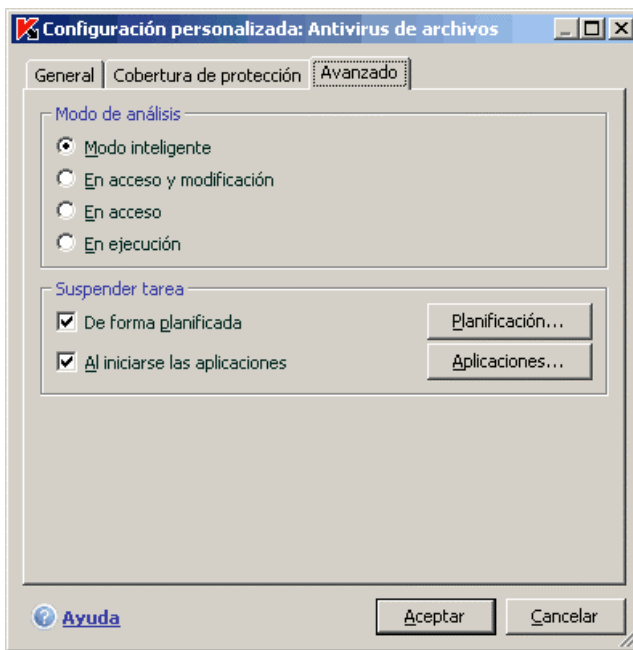 Configuración personalizada: Antivirus de archivos
General Cobertura de protección Avanzado
Modo de análisis
Modo inteligente
En acceso y modificación
En acceso
En ejecución
Suspender tarea
De forma planificada Planificación...
Al iniciarse las aplicaciones Aplicaciones...
Ayuda Aceptar Cancelar